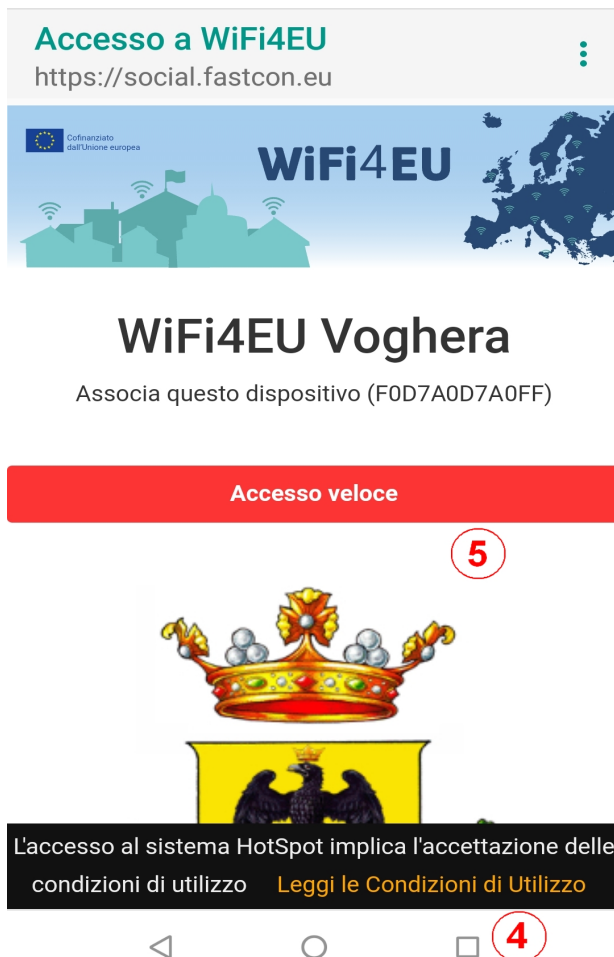 Accesso a WiFi4EU
https://social.fastcon.eu
Cofinanziato
dall'Unione europea
WiFi4EU
WiFi4EU Voghera
Associa questo dispositivo (F0D7A0D7A0FF)
Accesso veloce
5
L'accesso al sistema HotSpot implica l'accettazione delle
condizioni di utilizzo Leggi le Condizioni di Utilizzo
4